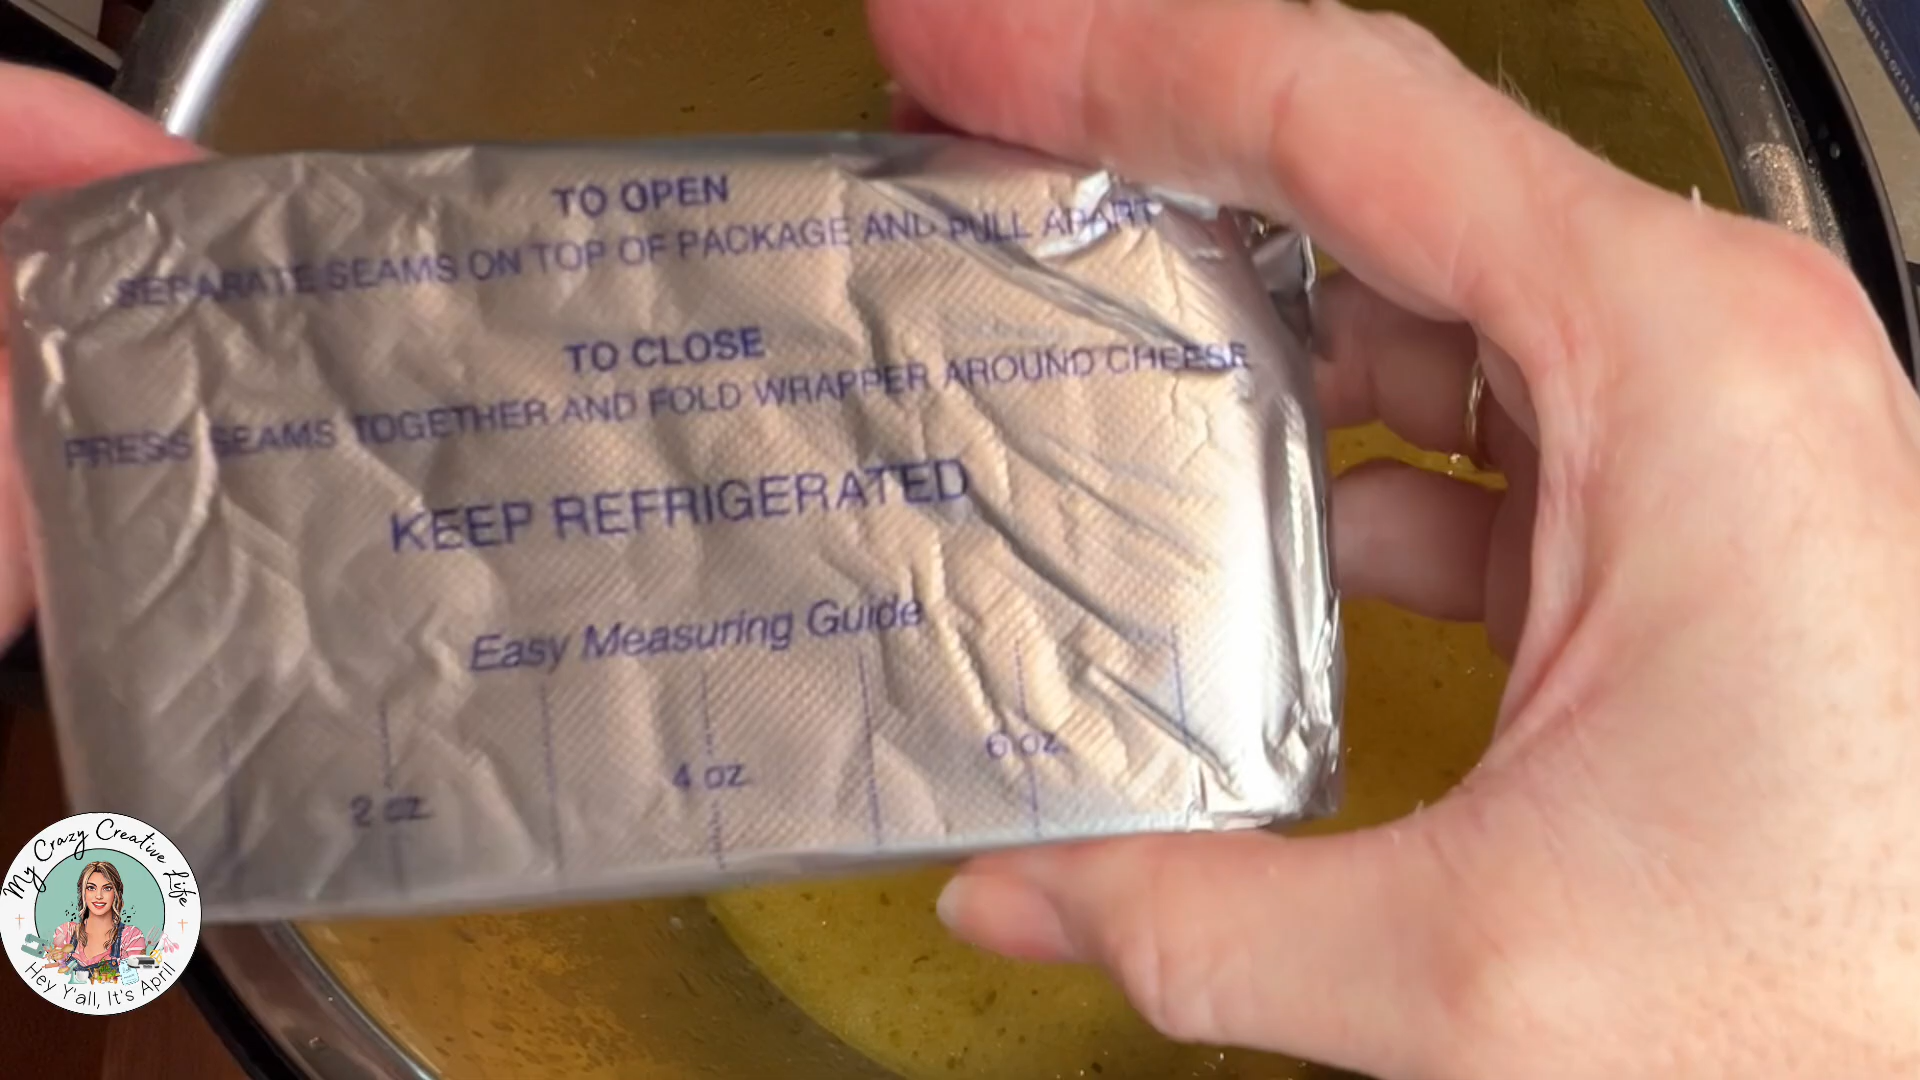 TO OPEN
SEPARATE SEAMS ON TOP OF PACKAGE AND PULL APART
TO CLOSE
PRESS SEAMS TOGETHER AND FOLD WRAPPER AROUND CHEESE
KEEP REFRIGERATED
Easy Measuring Guide
2 oz
4 oz
6 oz
My Crazy Creative Life
Hey Y'all, It's April